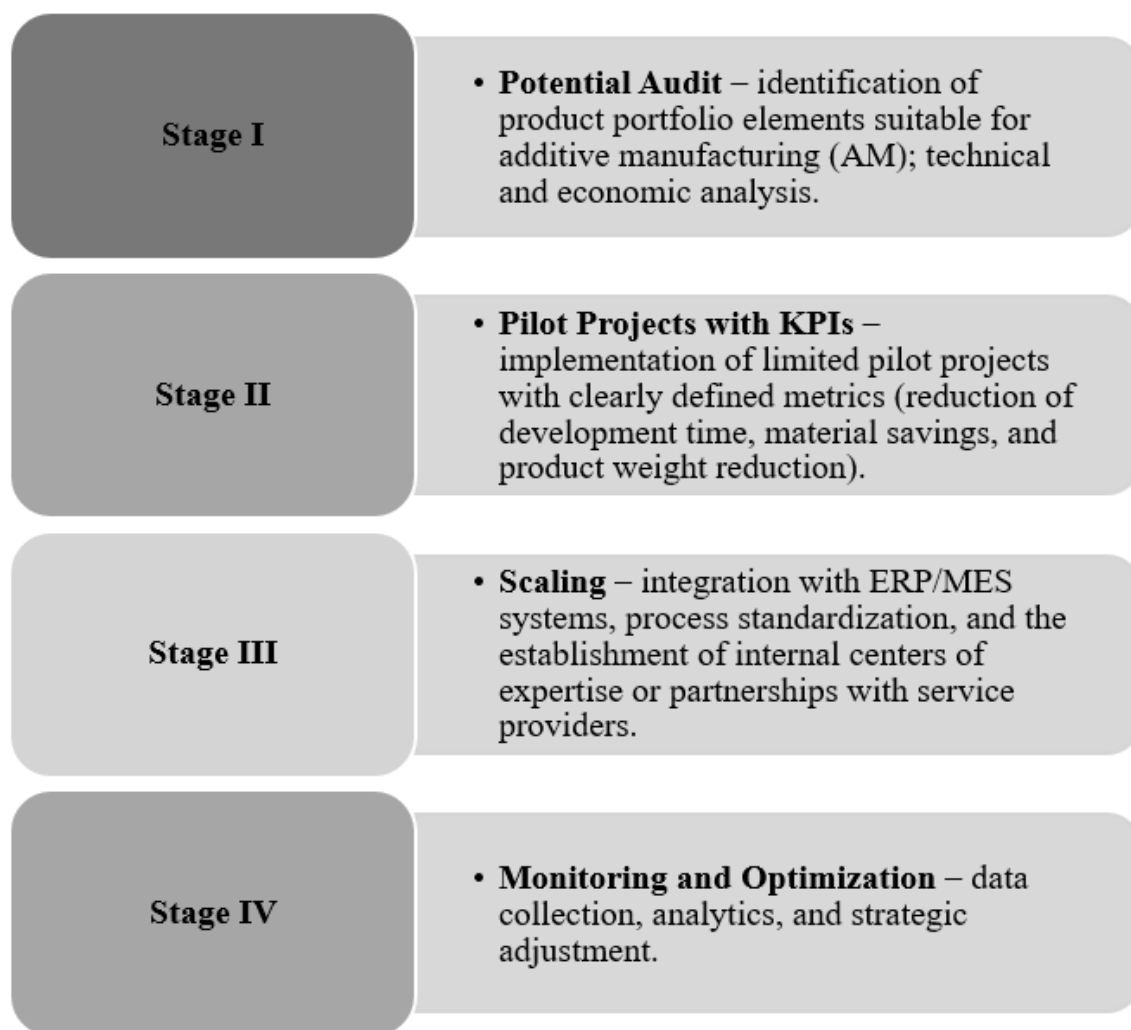 Stage I
• Potential Audit – identification of
product portfolio elements suitable for
additive manufacturing (AM); technical
and economic analysis.
Stage II
• Pilot Projects with KPIs –
implementation of limited pilot projects
with clearly defined metrics (reduction of
development time, material savings, and
product weight reduction).
Stage III
• Scaling – integration with ERP/MES
systems, process standardization, and the
establishment of internal centers of
expertise or partnerships with service
providers.
Stage IV
• Monitoring and Optimization – data
collection, analytics, and strategic
adjustment.